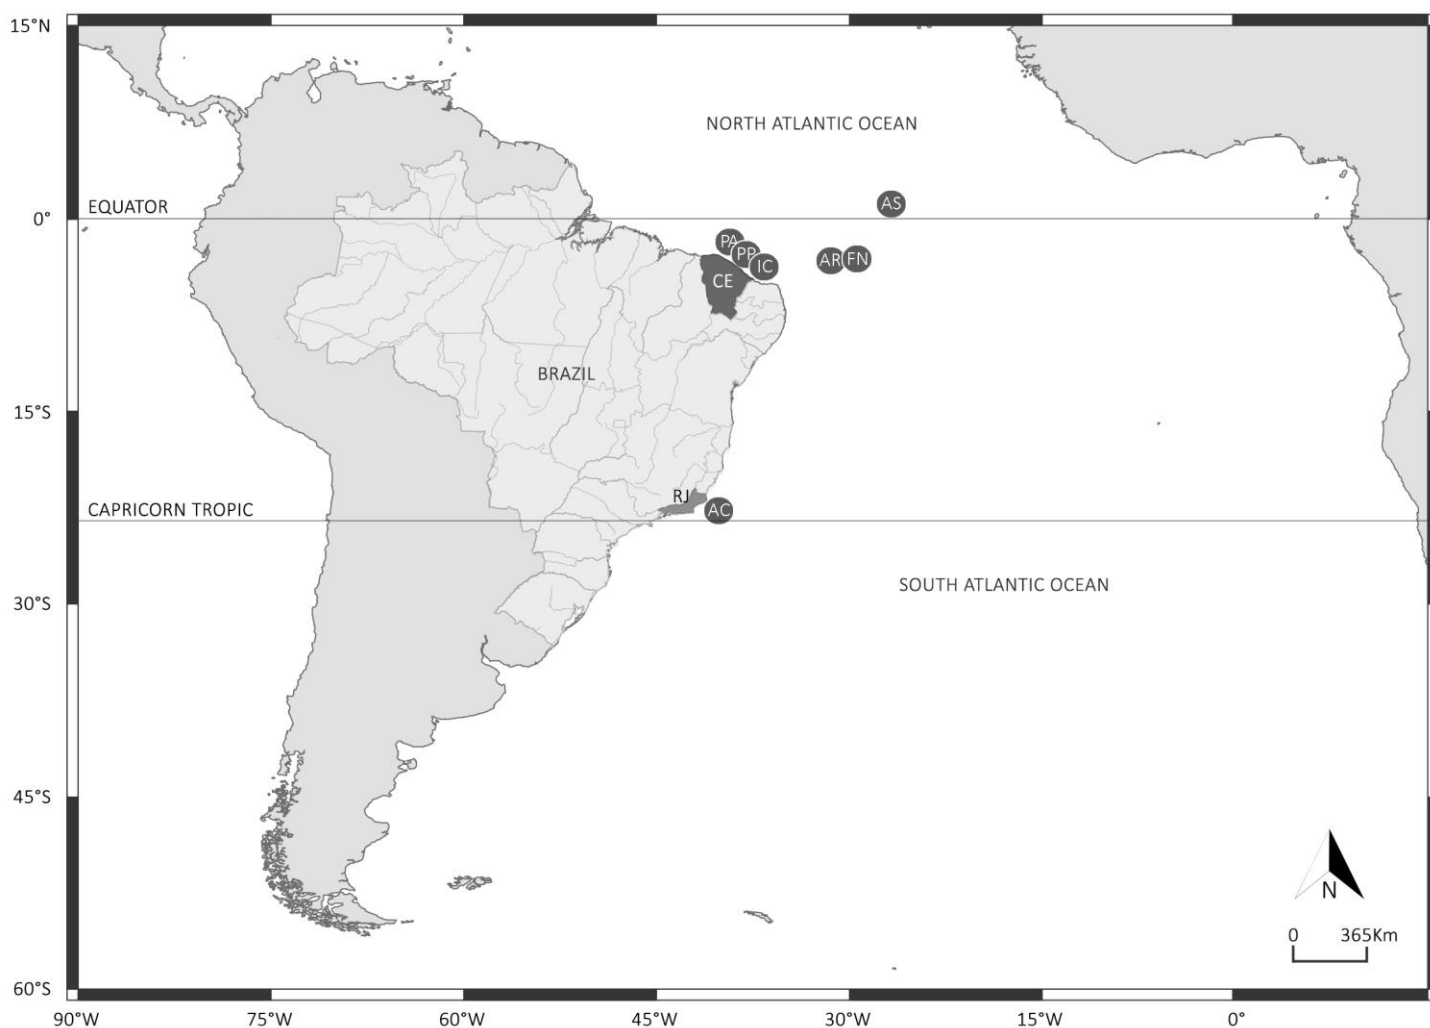 15°N
NORTH ATLANTIC OCEAN
EQUATOR
AS
0°
PA
PP
IC
AR
FN
CE
BRAZIL
15°S
RJ
AC
CAPRICORN TROPIC
SOUTH ATLANTIC OCEAN
30°S
45°S
N
0 365Km
60°S
90°W 75°W 60°W 45°W 30°W 15°W 0°